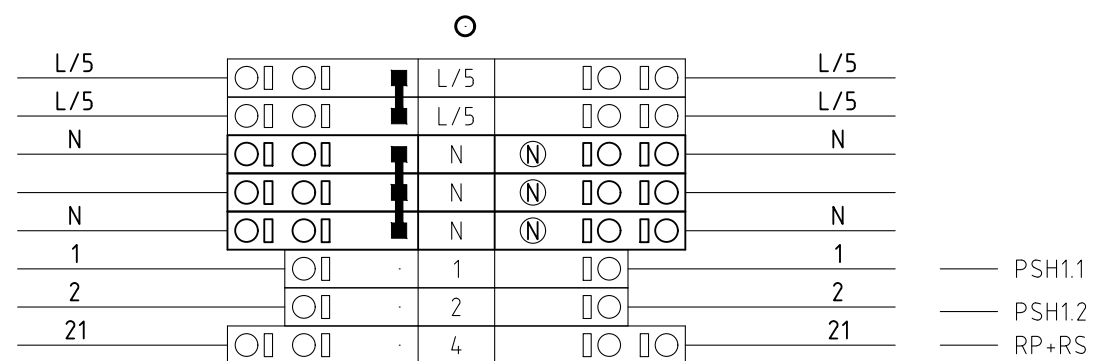 L/5 L/5 L/5
L/5 L/5 L/5
N N N N
N N
N N N N
1 1 1 PSH1.1
2 2 2 PSH1.2
21 4 21 RP+RS